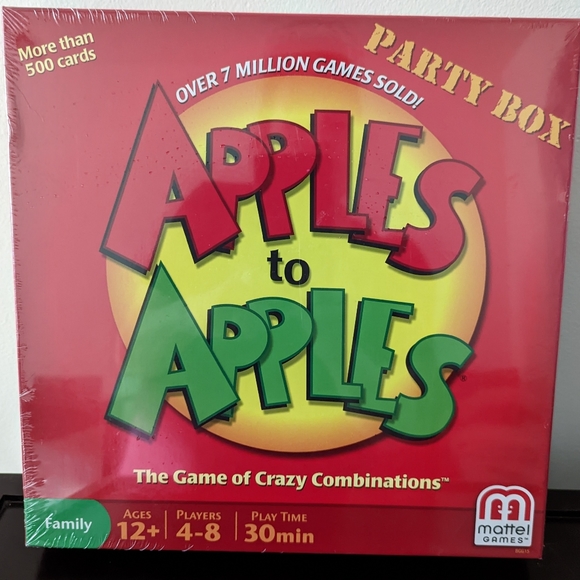 More than
500 cards
PARTY BOX
OVER 7 MILLION GAMES SOLD!
APPLES
to
APPLES
The Game of Crazy Combinations™
Family
AGES
12+
PLAYERS
4-8
PLAY TIME
30min
mattel
GAMES™